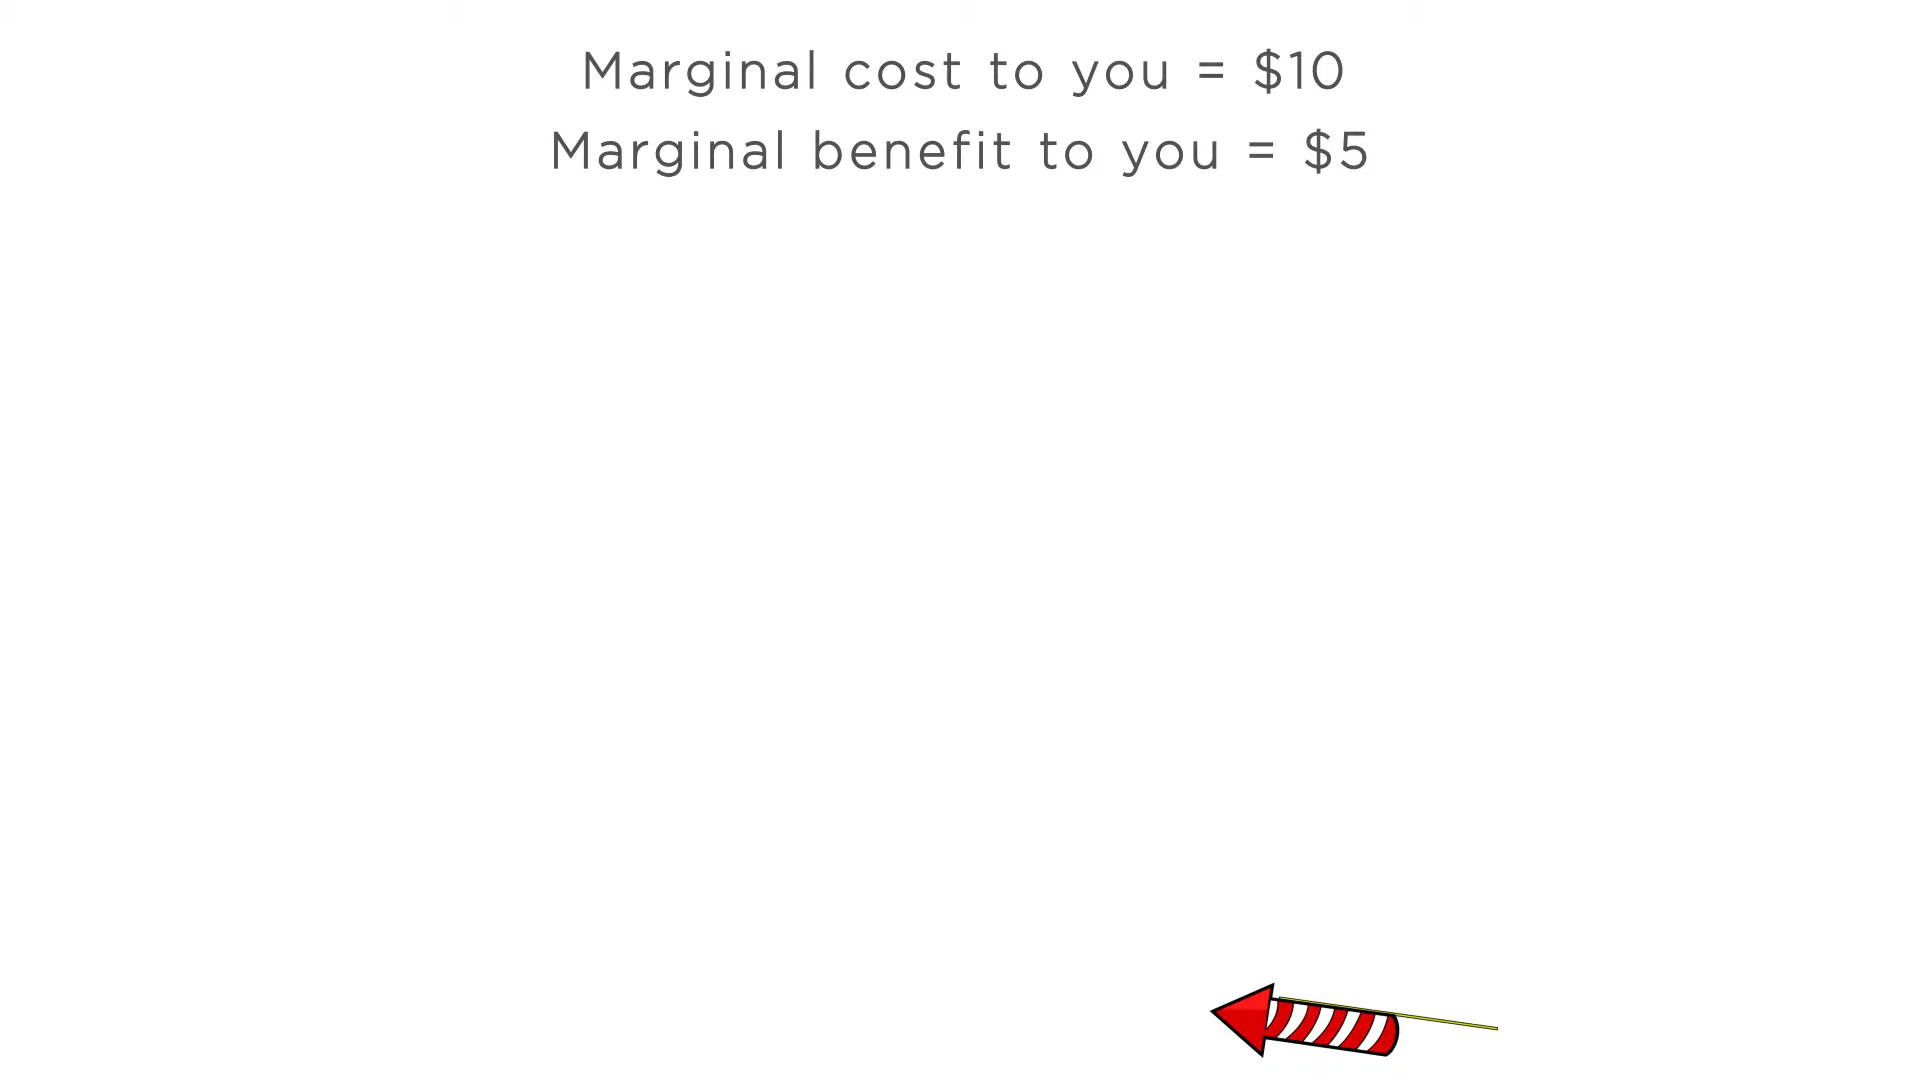 Marginal cost to you = $10
Marginal benefit to you = $5